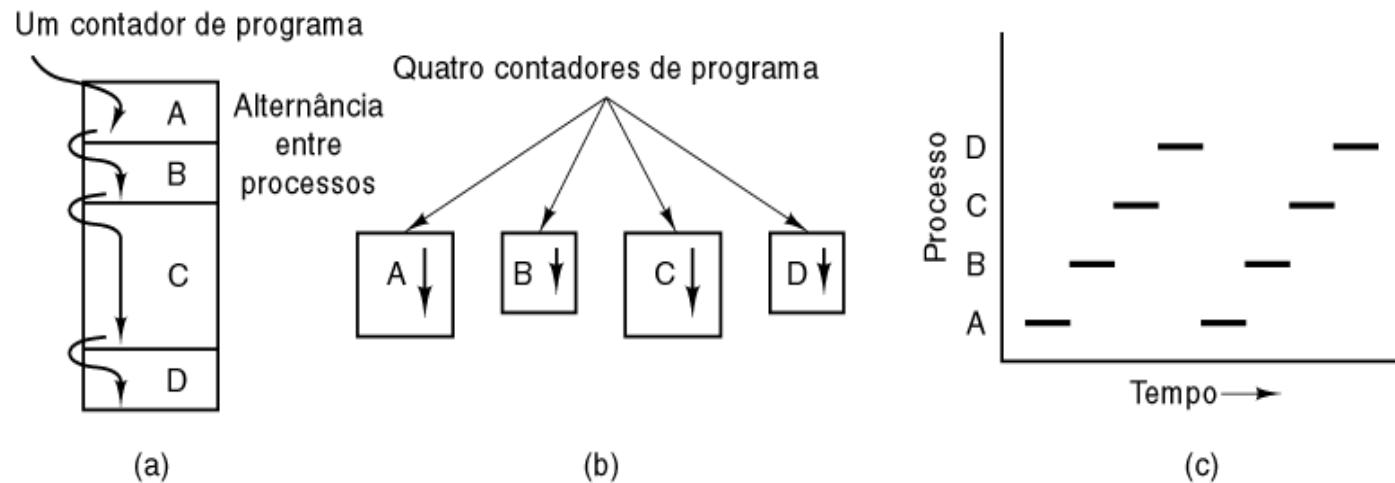 Um contador de programa
A
B
C
D
Alternância
entre
processos
(a)
Quatro contadores de programa
A
B
C
D
(b)
Processo
D
C
B
A
Tempo
(c)